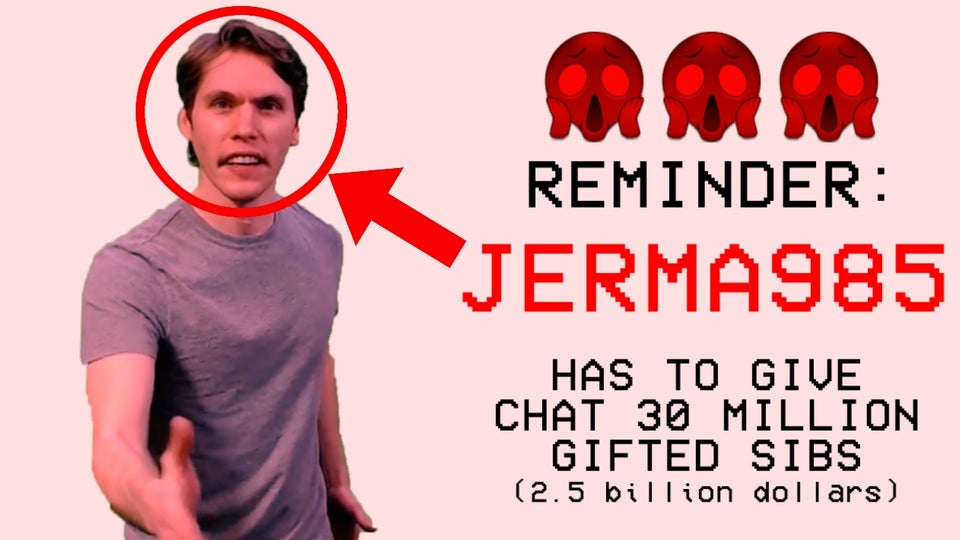 REMINDER:
JERMA985
HAS TO GIVE
CHAT 30 MILLION
GIFTED SIBS
(2.5 billion dollars)